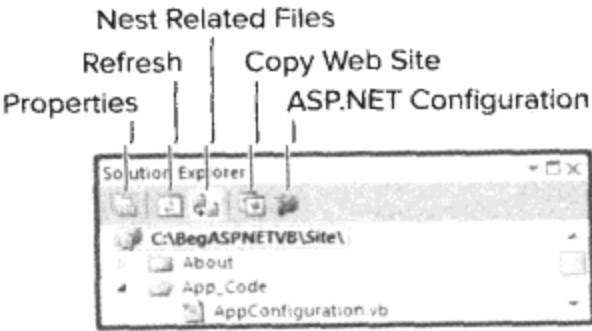 Nest Related Files
Refresh
Copy Web Site
Properties
ASP.NET Configuration
Solution Explorer
C:\BegASPNETVB\Site\
About
App_Code
AppConfiguration.vb